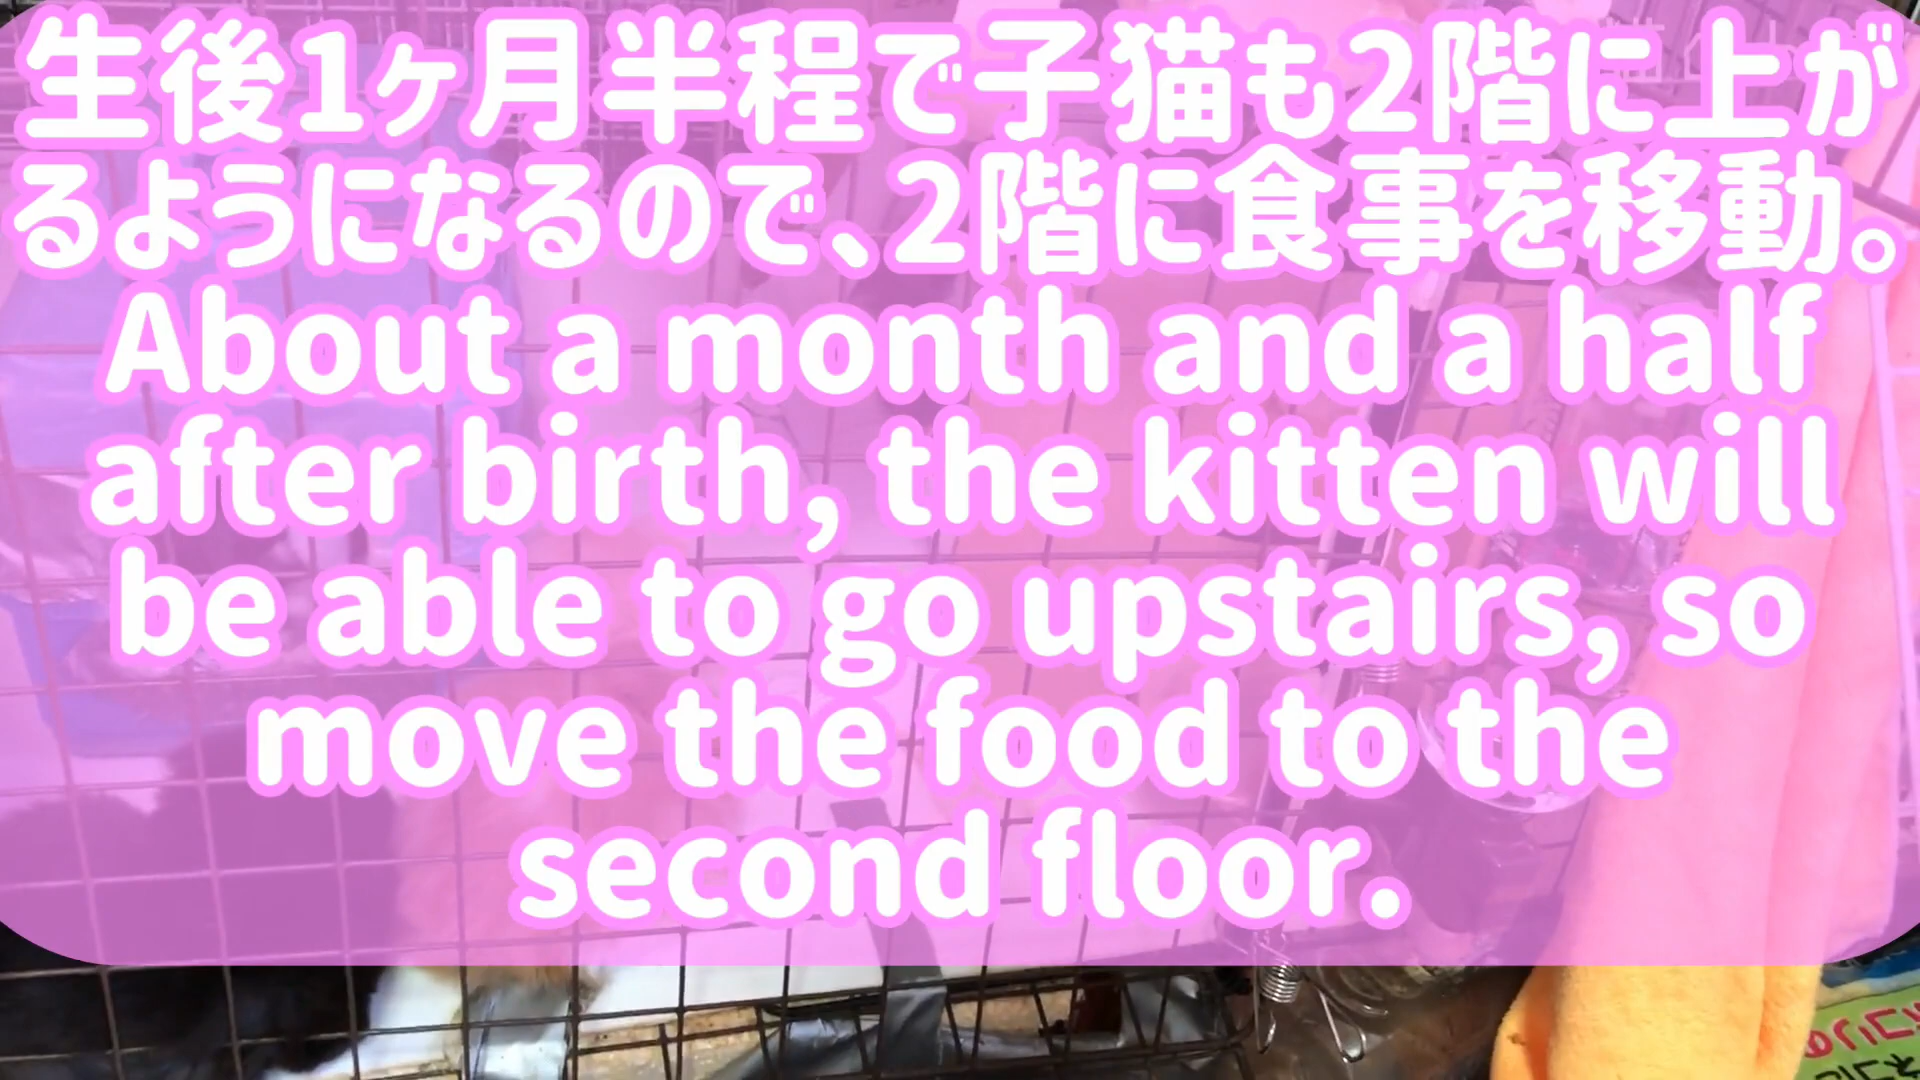 生後1ヶ月半程で子猫も2階に上が
るようになるので、2階に食事を移動。
About a month and a half
after birth, the kitten will
be able to go upstairs, so
move the food to the
second floor.